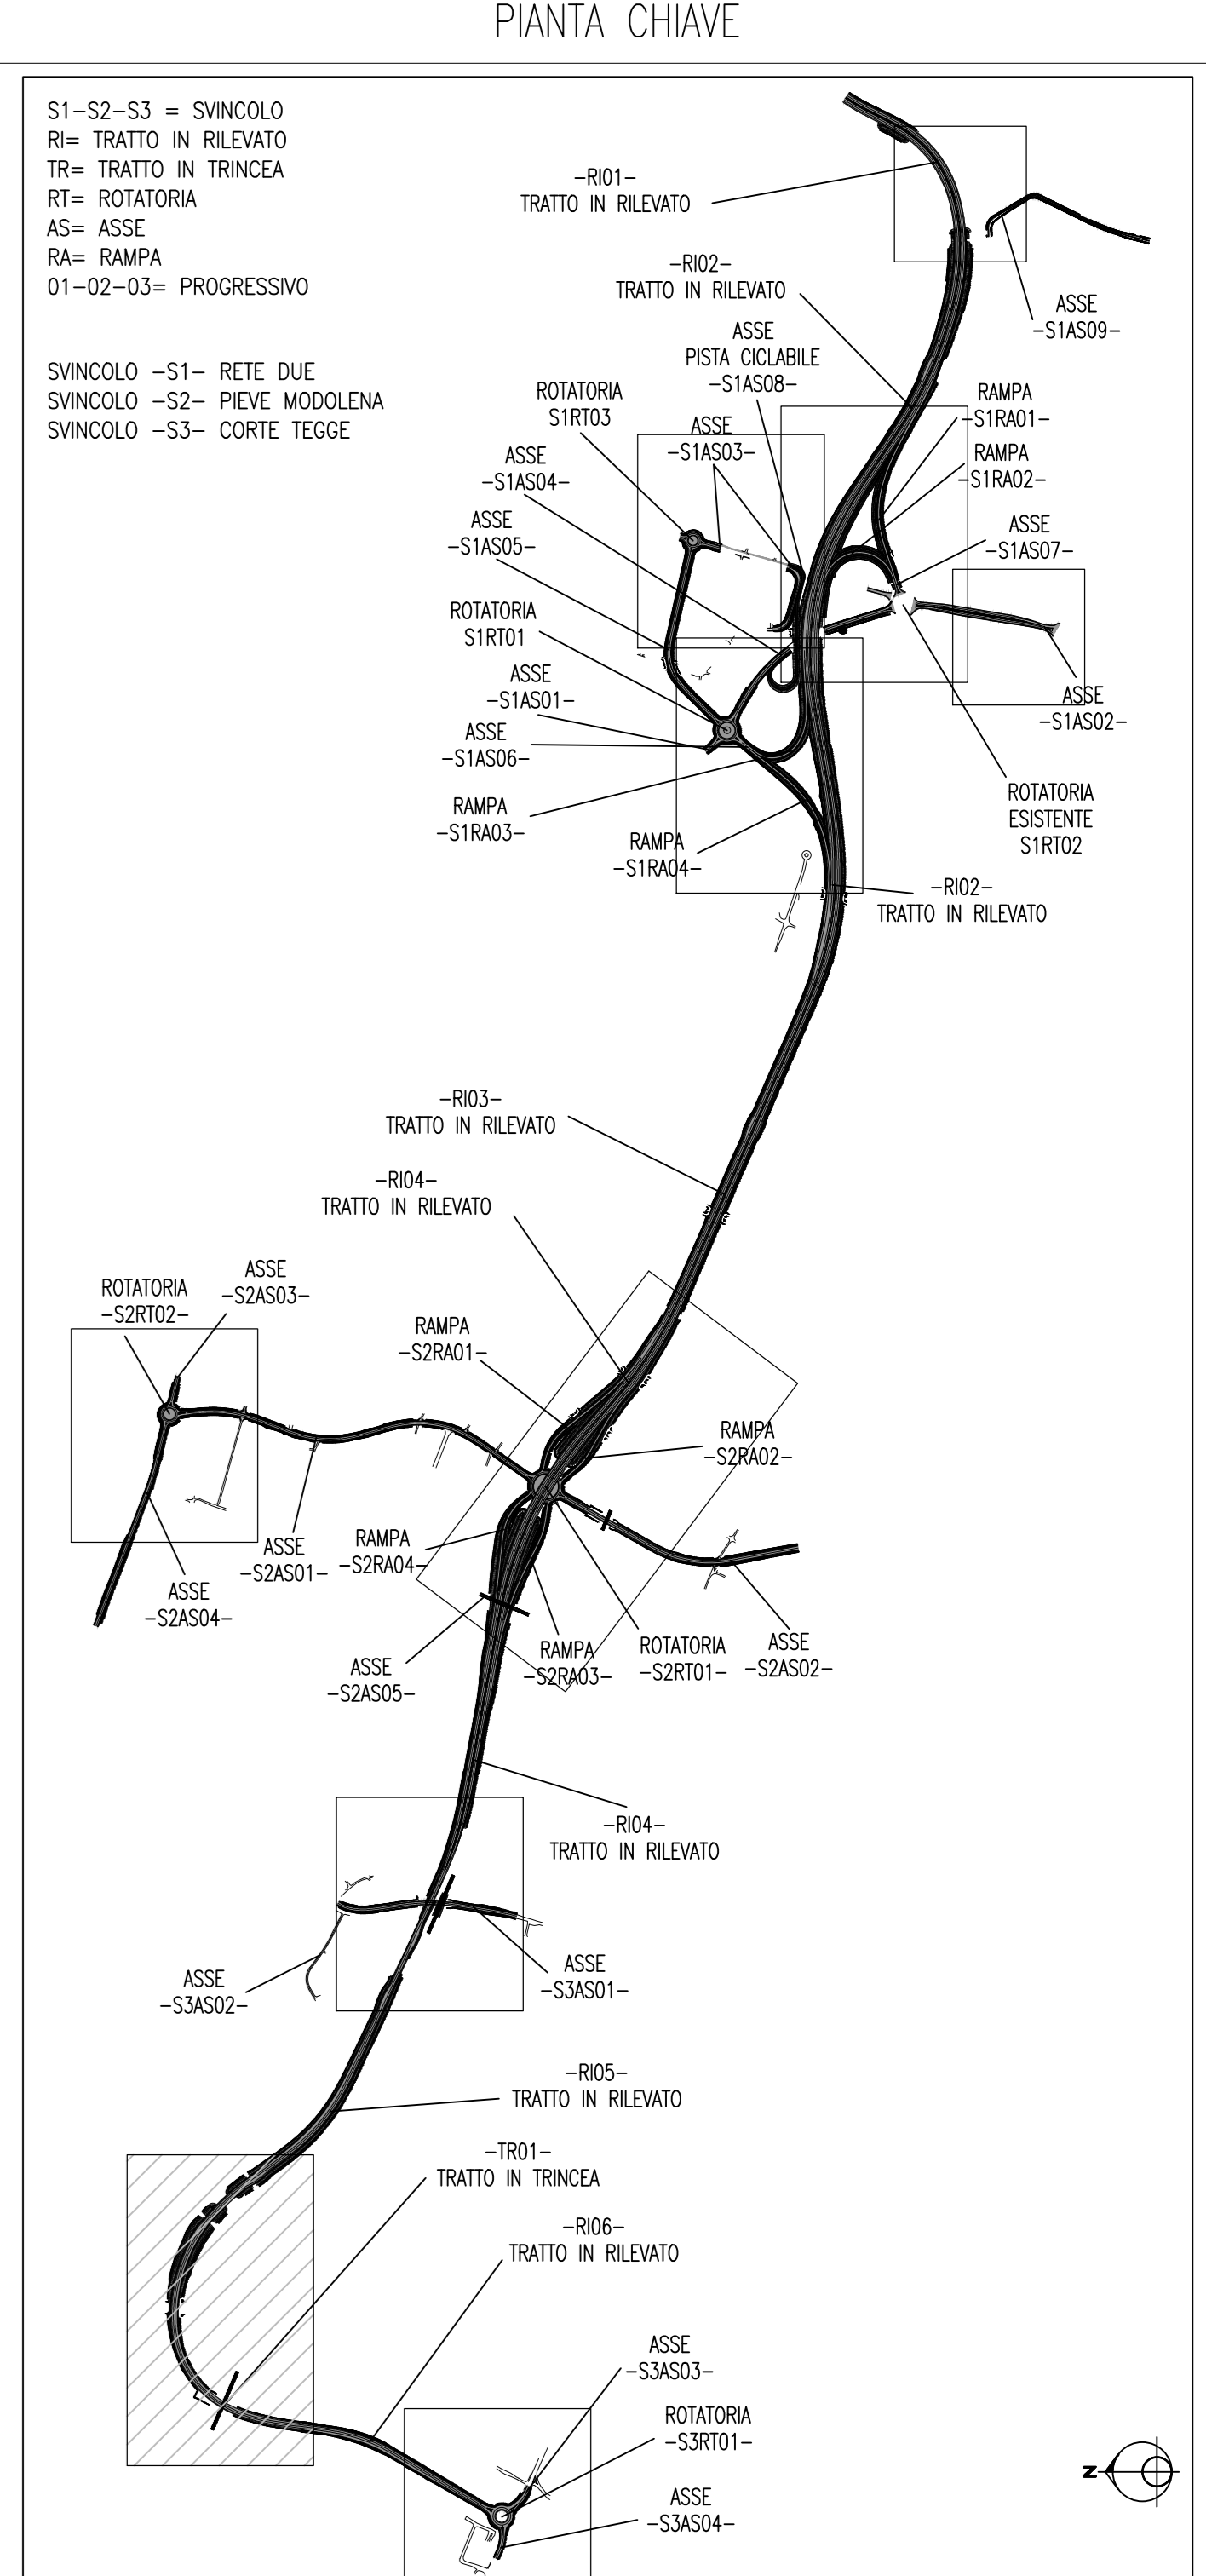 PIANTA CHIAVE
S1-S2-S3 = SVINCOLO
RI= TRATTO IN RILEVATO
TR= TRATTO IN TRINCEA
RT= ROTATORIA
AS= ASSE
RA= RAMPA
01-02-03= PROGRESSIVO
SVINCOLO -S1- RETE DUE
SVINCOLO -S2- PIEVE MODOLENA
SVINCOLO -S3- CORTE TEGGE
-RI01-
TRATTO IN RILEVATO
-RI02-
TRATTO IN RILEVATO
ASSE
-S1AS09-
ASSE
PISTA CICLABILE
-S1AS08-
ROTATORIA
S1RT03
RAMPA
-S1RA01-
ASSE
-S1AS03-
ASSE
-S1AS04-
RAMPA
-S1RA02-
ASSE
-S1AS05-
ASSE
-S1AS07-
ROTATORIA
S1RT01
ASSE
-S1AS01-
ASSE
-S1AS02-
ASSE
-S1AS06-
RAMPA
-S1RA03-
ROTATORIA
ESISTENTE
S1RT02
RAMPA
-S1RA04-
-RI02-
TRATTO IN RILEVATO
-RI03-
TRATTO IN RILEVATO
-RI04-
TRATTO IN RILEVATO
ASSE
-S2AS03-
ROTATORIA
-S2RT02-
RAMPA
-S2RA01-
RAMPA
-S2RA02-
RAMPA
-S2RA04-
ASSE
-S2AS01-
ASSE
-S2AS04-
ASSE
-S2AS05-
RAMPA
-S2RA03-
ROTATORIA
-S2RT01-
ASSE
-S2AS02-
-RI04-
TRATTO IN RILEVATO
ASSE
-S3AS01-
ASSE
-S3AS02-
-RI05-
TRATTO IN RILEVATO
-TR01-
TRATTO IN TRINCEA
-RI06-
TRATTO IN RILEVATO
ASSE
-S3AS03-
ROTATORIA
-S3RT01-
N
ASSE
-S3AS04-